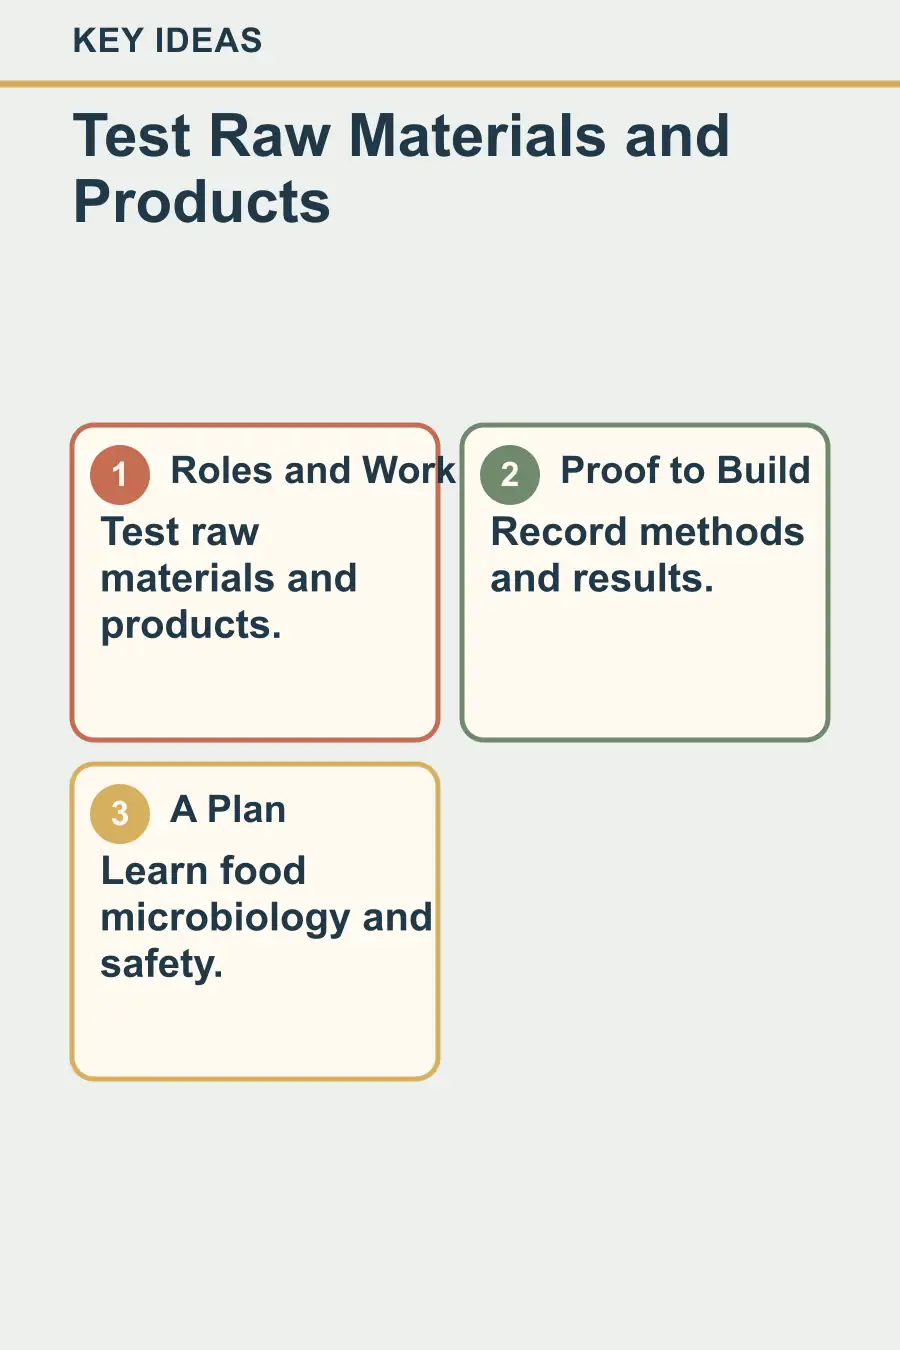 KEY IDEAS
Test Raw Materials and
Products
1 Roles and Work
Test raw
materials and
products.
2 Proof to Build
Record methods
and results.
3 A Plan
Learn food
microbiology and
safety.